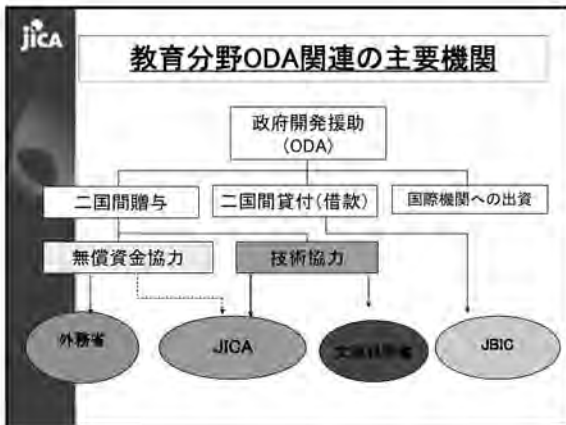 jICA
教育分野ODA関連の主要機関
政府開発援助
(ODA)
二国間贈与
二国間貸付(借款)
国際機関への出資
無償資金協力
技術協力
外務省
JICA
JBIC